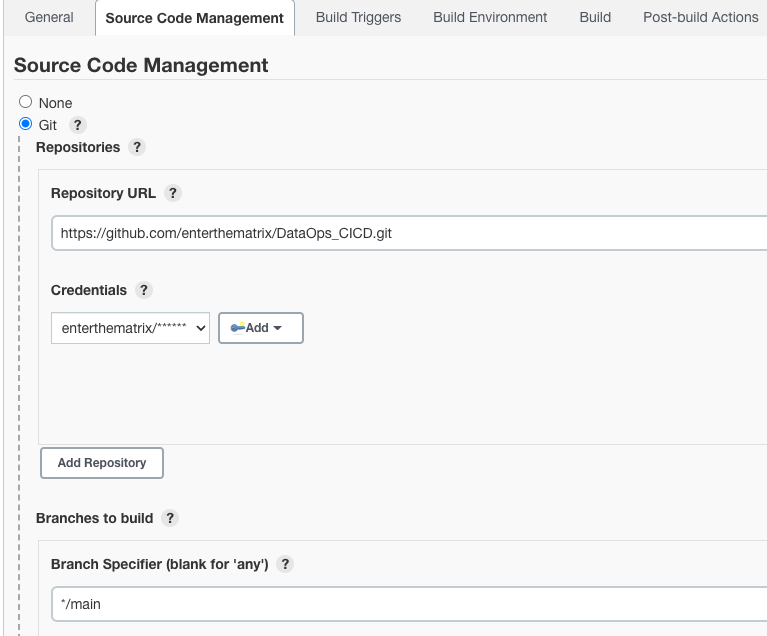 General Source Code Management Build Triggers Build Environment Build Post-build Actions
Source Code Management
None
Git ?
Repositories ?
Repository URL ?
https://github.com/enterthematrix/DataOps_CICD.git
Credentials ?
enterthematrix/****** Add
Add Repository
Branches to build ?
Branch Specifier (blank for 'any') ?
*/main